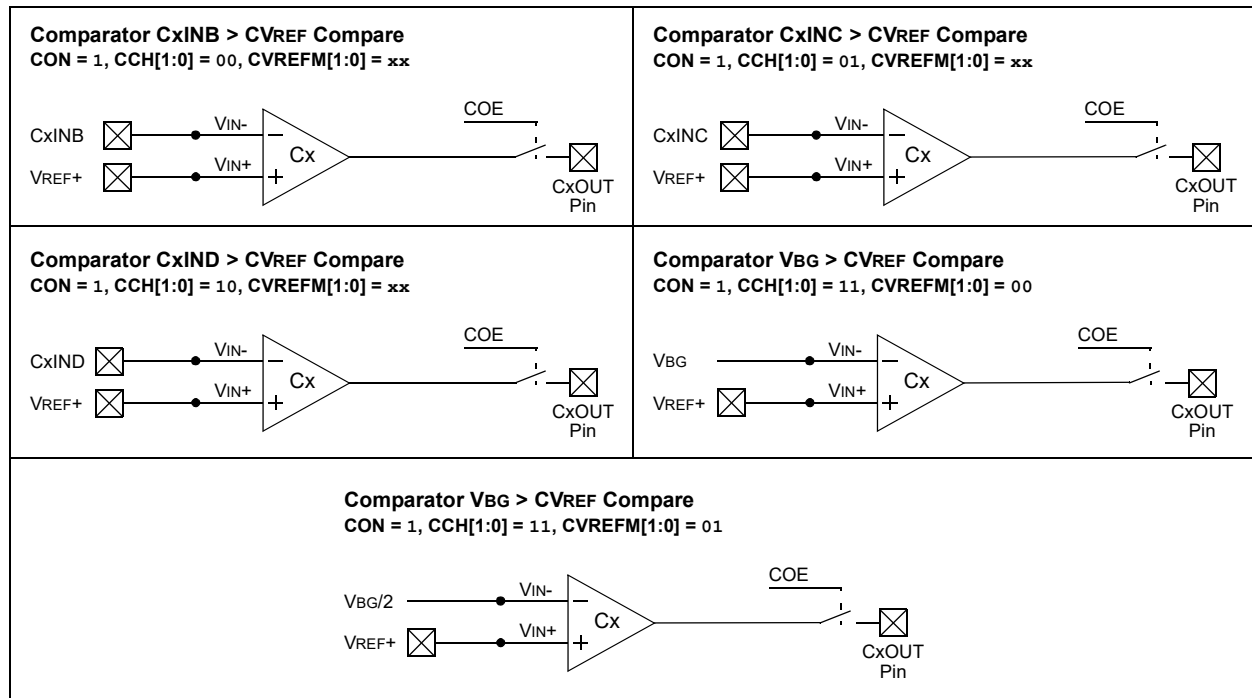 Comparator CxINB > CVREF Compare
CON = 1, CCH[1:0] = 00, CVREFM[1:0] = xx
COE
CxINB
VIN-
VREF+
VIN+
Cx
CxOUT
Pin
Comparator CxINC > CVREF Compare
CON = 1, CCH[1:0] = 01, CVREFM[1:0] = xx
COE
CxINC
VIN-
VREF+
VIN+
Cx
CxOUT
Pin
Comparator CxIND > CVREF Compare
CON = 1, CCH[1:0] = 10, CVREFM[1:0] = xx
COE
CxIND
VIN-
VREF+
VIN+
Cx
CxOUT
Pin
Comparator VBG > CVREF Compare
CON = 1, CCH[1:0] = 11, CVREFM[1:0] = 00
COE
VBG
VIN-
VREF+
VIN+
Cx
CxOUT
Pin
Comparator VBG > CVREF Compare
CON = 1, CCH[1:0] = 11, CVREFM[1:0] = 01
COE
VBG/2
VIN-
VREF+
VIN+
Cx
CxOUT
Pin